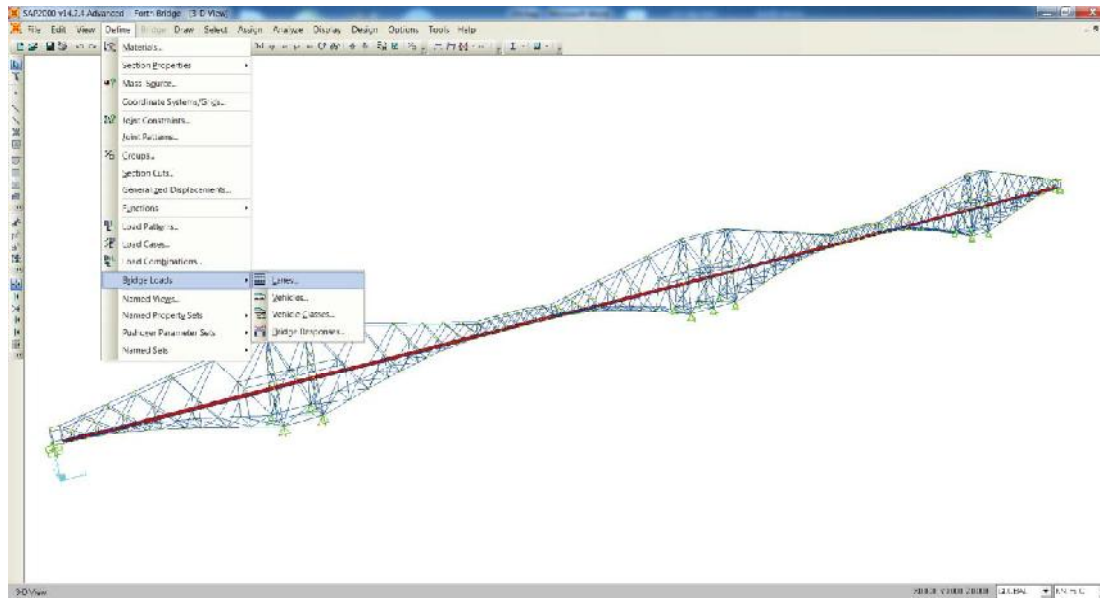 SAP2000 v14.2.4 Advanced - Forth Bridge - [3-D View]
File Edit View Define Bridge Draw Select Assign Analyze Display Design Options Tools Help
Materials...
Section Properties
Mass Source...
Coordinate Systems/Grids...
Joint Constraints...
Joint Patterns...
Groups...
Section Cuts...
Generalized Displacements...
Functions
Load Patterns...
Load Cases...
Load Combinations...
Bridge Loads
Lanes...
Vehicles...
Vehicle Classes...
Bridge Responses...
Named Views...
Named Property Sets
Pushover Parameter Sets
Named Sets
3-D View
GLOBAL